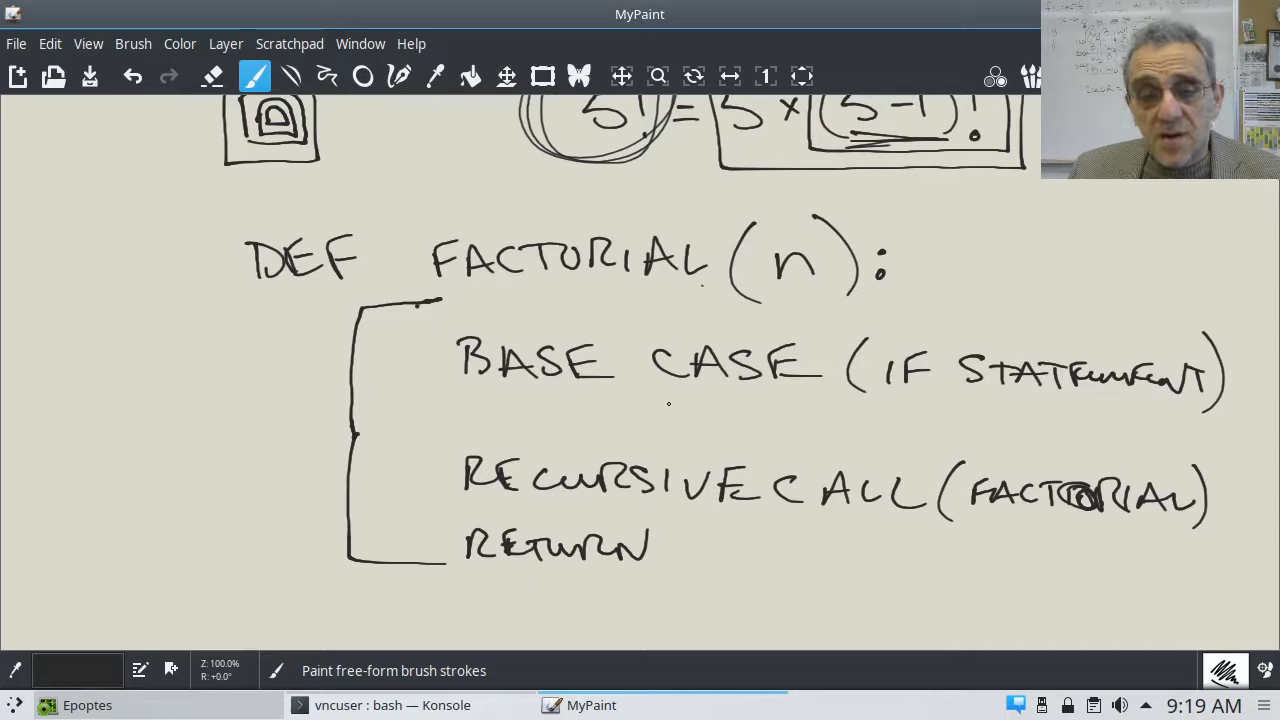 MyPaint
File Edit View Brush Color Layer Scratchpad Window Help
5! = 5 × (5-1)!
DEF FACTORIAL(n):
BASE CASE (IF STATEMENT)
RECURSIVE CALL (FACTORIAL)
RETURN
Z: 100.0%
R: +0.0°
Paint free-form brush strokes
Epoptes
vncuser : bash — Konsole
MyPaint
9:19 AM